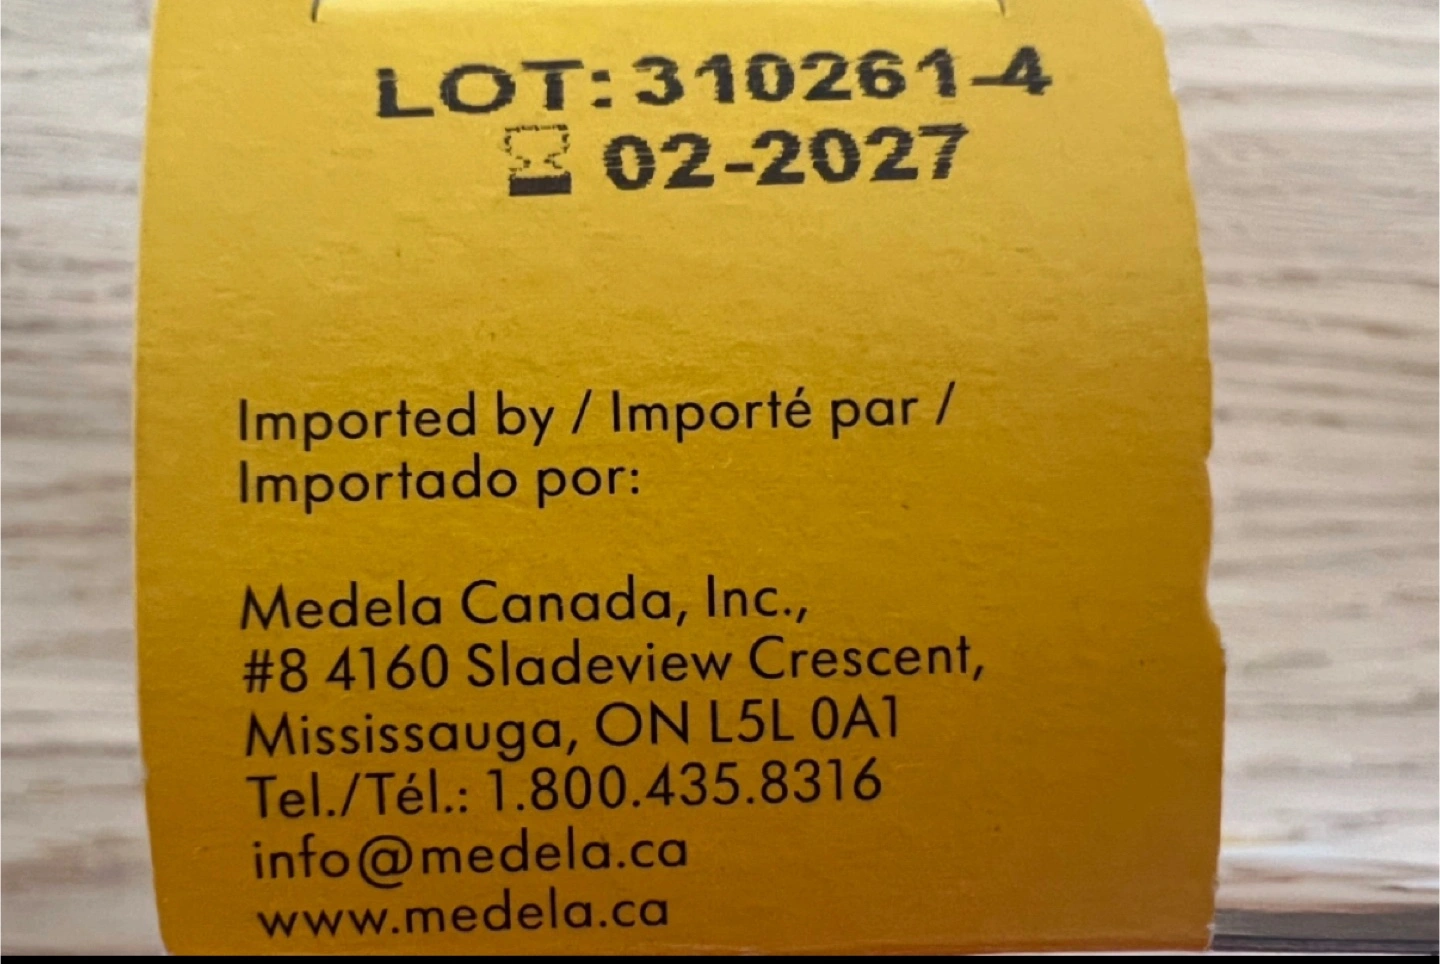 LOT: 310261-4
⌛ 02-2027
Imported by / Importé par /
Importado por:
Medela Canada, Inc.,
#8 4160 Sladeview Crescent,
Mississauga, ON L5L 0A1
Tel./Tél.: 1.800.435.8316
info@medela.ca
www.medela.ca